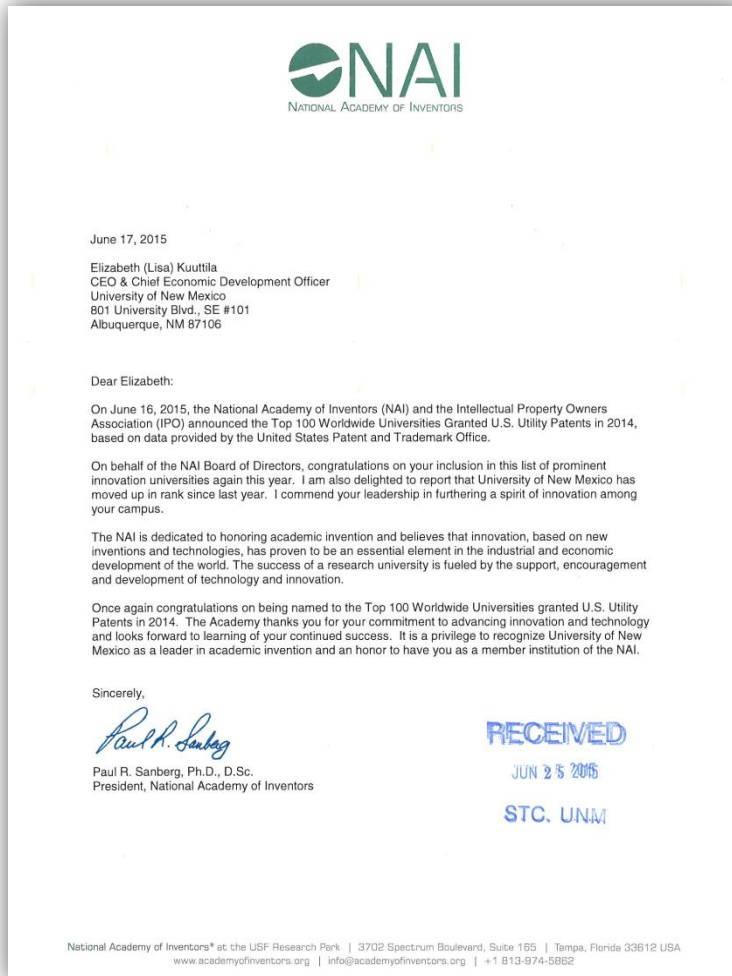 NAI
NATIONAL ACADEMY OF INVENTORS
June 17, 2015
Elizabeth (Lisa) Kuuttila
CEO & Chief Economic Development Officer
University of New Mexico
801 University Blvd., SE #101
Albuquerque, NM 87106
Dear Elizabeth:
On June 16, 2015, the National Academy of Inventors (NAI) and the Intellectual Property Owners
Association (IPO) announced the Top 100 Worldwide Universities Granted U.S. Utility Patents in 2014,
based on data provided by the United States Patent and Trademark Office.
On behalf of the NAI Board of Directors, congratulations on your inclusion in this list of prominent
innovation universities again this year. I am also delighted to report that University of New Mexico has
moved up in rank since last year. I commend your leadership in furthering a spirit of innovation among
your campus.
The NAI is dedicated to honoring academic invention and believes that innovation, based on new
inventions and technologies, has proven to be an essential element in the industrial and economic
development of the world. The success of a research university is fueled by the support, encouragement
and development of technology and innovation.
Once again congratulations on being named to the Top 100 Worldwide Universities granted U.S. Utility
Patents in 2014. The Academy thanks you for your commitment to advancing innovation and technology
and looks forward to learning of your continued success. It is a privilege to recognize University of New
Mexico as a leader in academic invention and an honor to have you as a member institution of the NAI.
Sincerely,
Paul R. Sanberg
Paul R. Sanberg, Ph.D., D.Sc.
President, National Academy of Inventors
RECEIVED
JUN 25 2015
STC. UNM
National Academy of Inventors® at the USF Research Park | 3702 Spectrum Boulevard, Suite 165 | Tampa, Florida 33612 USA
www.academyofinventors.org | info@academyofinventors.org | +1 813-974-5862